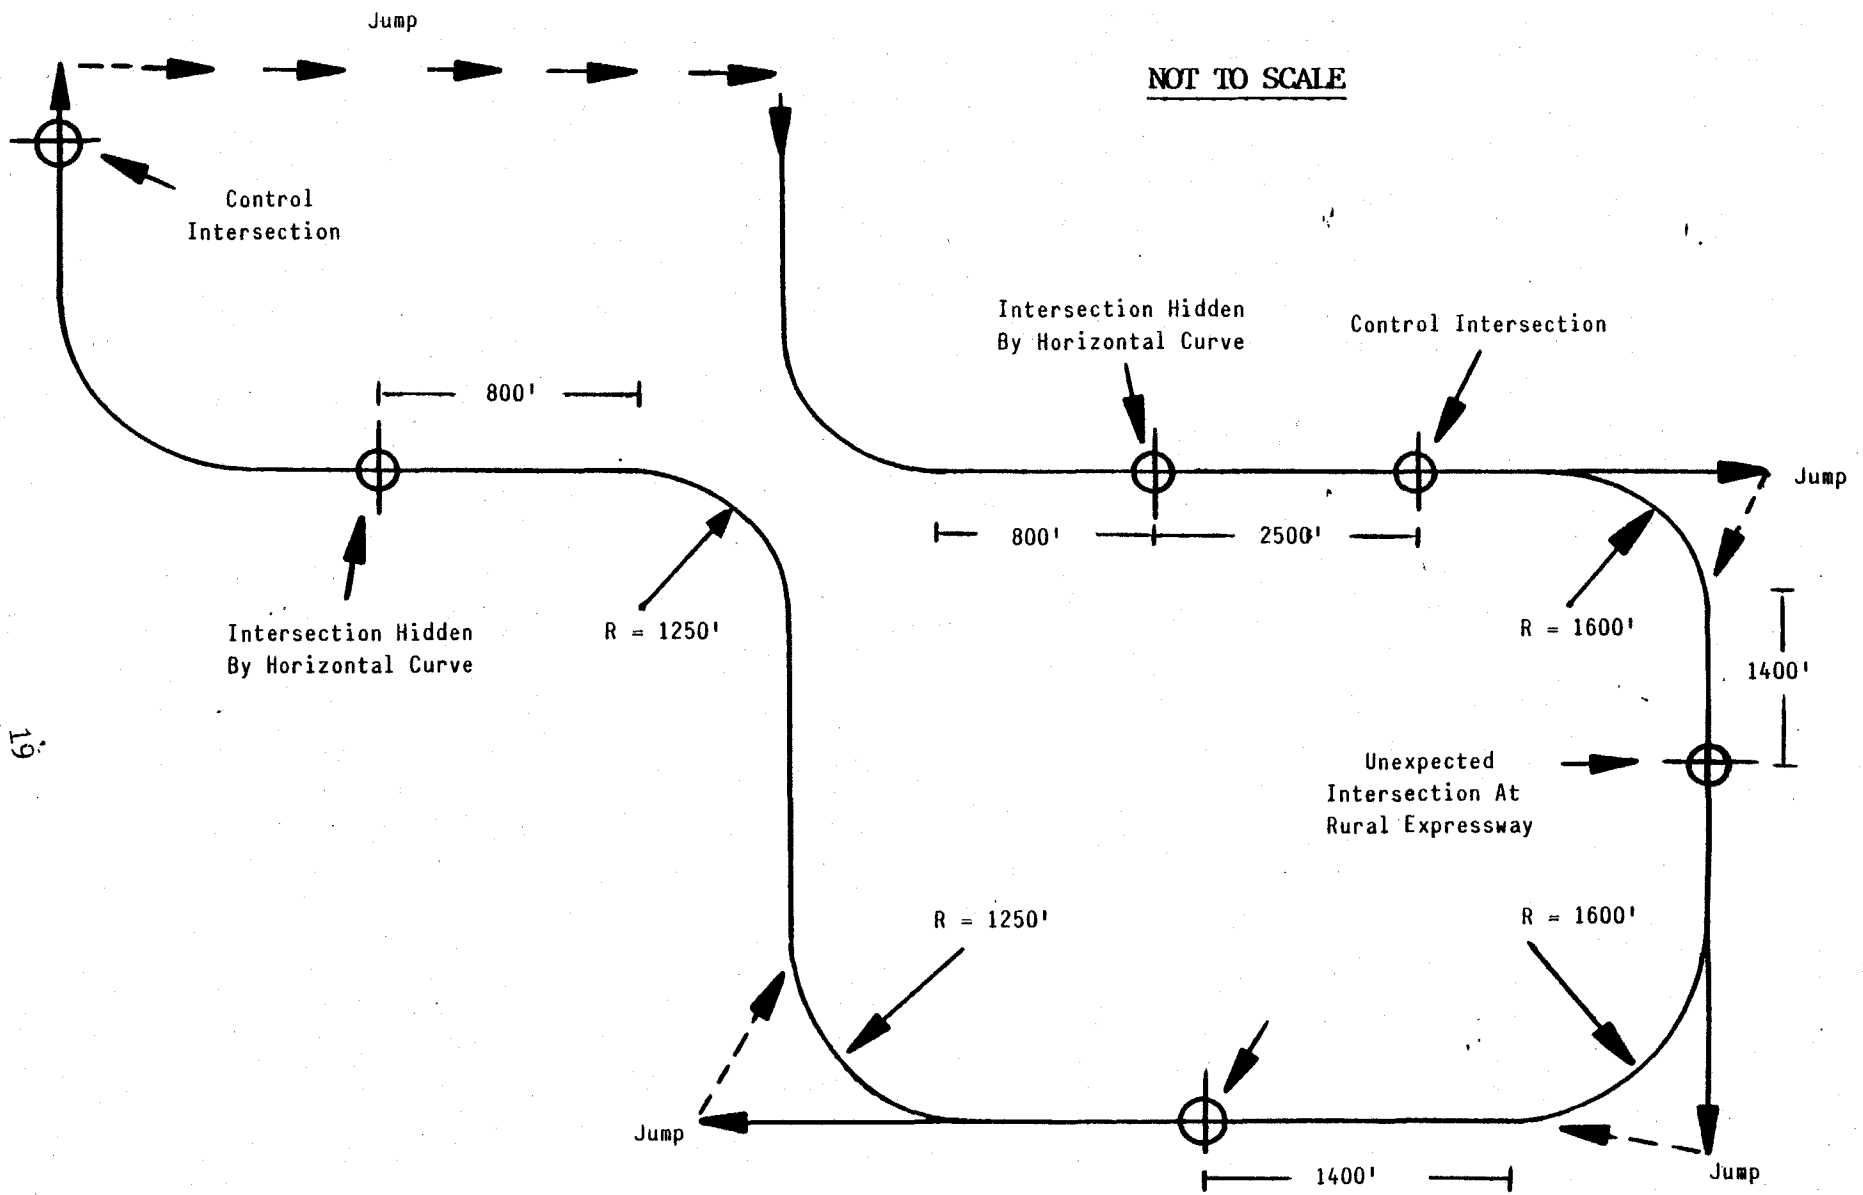 Jump
NOT TO SCALE
Control
Intersection
Intersection Hidden
By Horizontal Curve
Control Intersection
800'
Jump
800'
2500'
Intersection Hidden
By Horizontal Curve
R = 1250'
R = 1600'
1400'
19
Unexpected
Intersection At
Rural Expressway
R = 1250'
R = 1600'
Jump
1400'
Jump